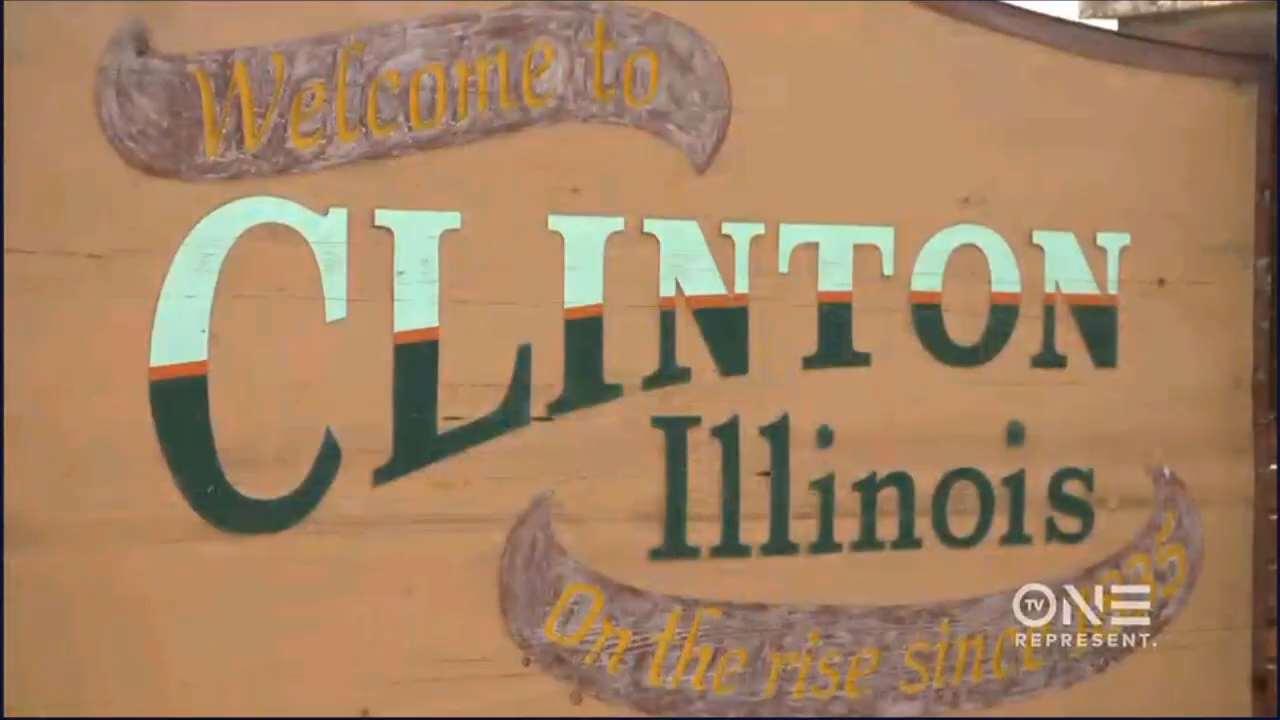 Welcome to
CLINTON
Illinois
On the rise since
TV ONE
REPRESENT.